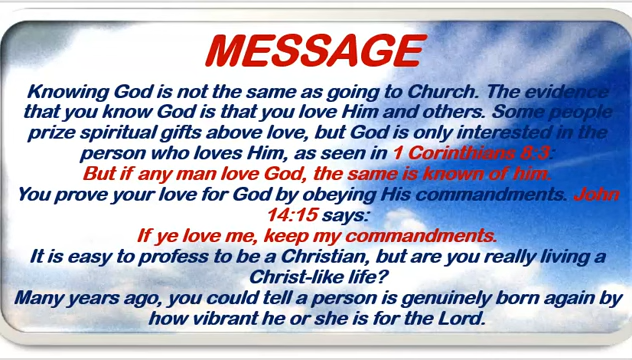 MESSAGE
Knowing God is not the same as going to Church. The evidence
that you know God is that you love Him and others. Some people
prize spiritual gifts above love, but God is only interested in the
person who loves Him, as seen in 1 Corinthians 8:3:
But if any man love God, the same is known of him.
You prove your love for God by obeying His commandments. John
14:15 says:
If ye love me, keep my commandments.
It is easy to profess to be a Christian, but are you really living a
Christ-like life?
Many years ago, you could tell a person is genuinely born again by
how vibrant he or she is for the Lord.